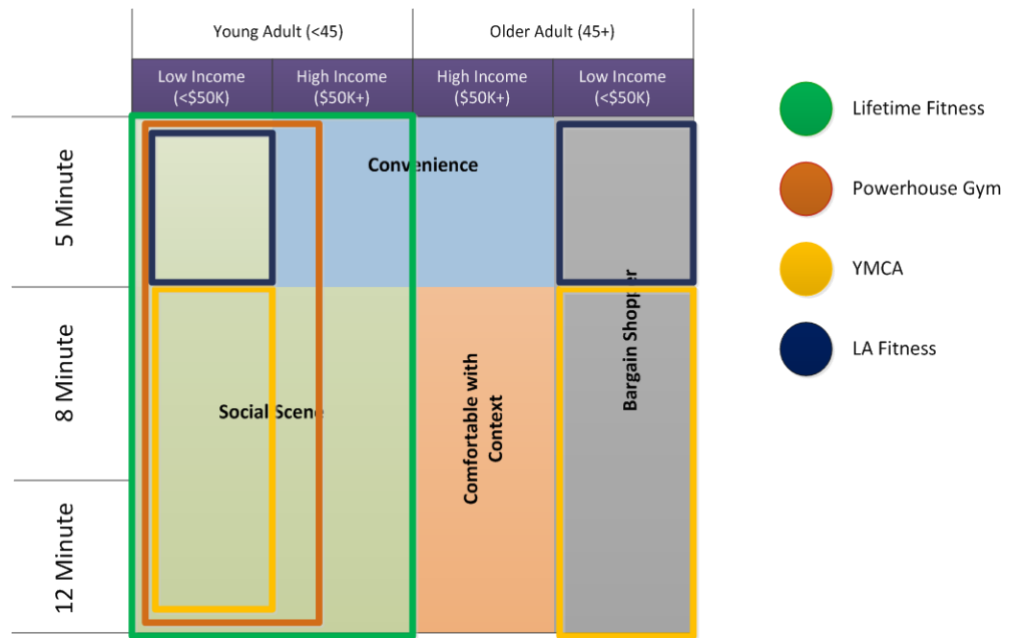 Young Adult (<45)
Older Adult (45+)
Low Income
(<$50K)
High Income
($50K+)
High Income
($50K+)
Low Income
(<$50K)
5 Minute
8 Minute
12 Minute
Convenience
Social Scene
Comfortable with
Context
Bargain Shopper
Lifetime Fitness
Powerhouse Gym
YMCA
LA Fitness